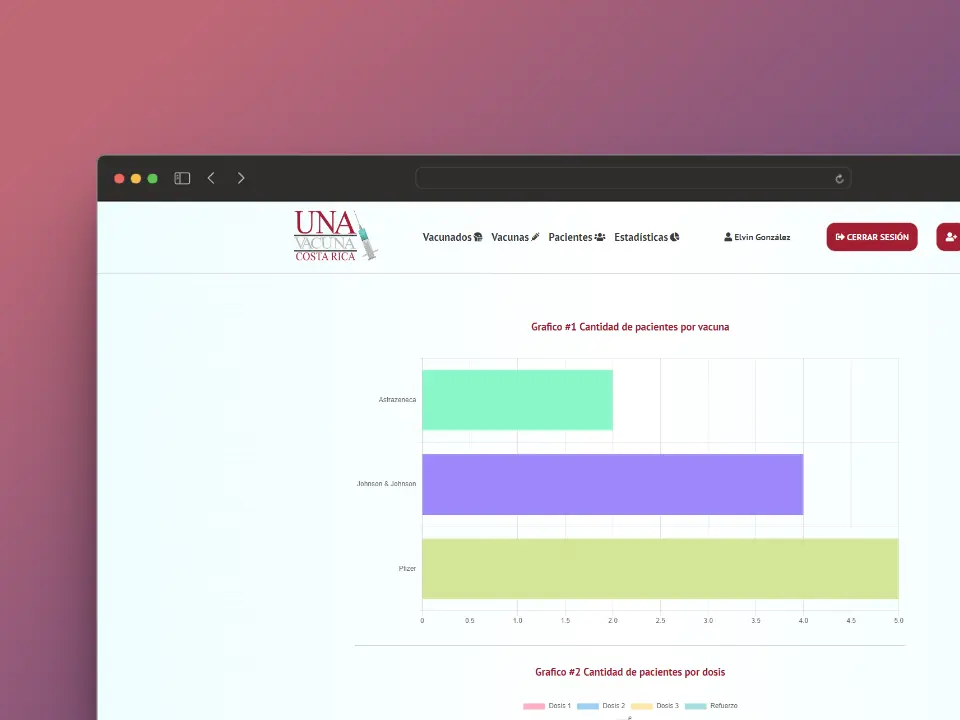 UNA
VACUNA
COSTA RICA
Vacunados Vacunas Pacientes Estadísticas Elvin González CERRAR SESIÓN
Grafico #1 Cantidad de pacientes por vacuna
Astrazeneca
Johnson & Johnson
Pfizer
0 0.5 1.0 1.5 2.0 2.5 3.0 3.5 4.0 4.5 5.0
Grafico #2 Cantidad de pacientes por dosis
Dosis 1 Dosis 2 Dosis 3 Refuerzo